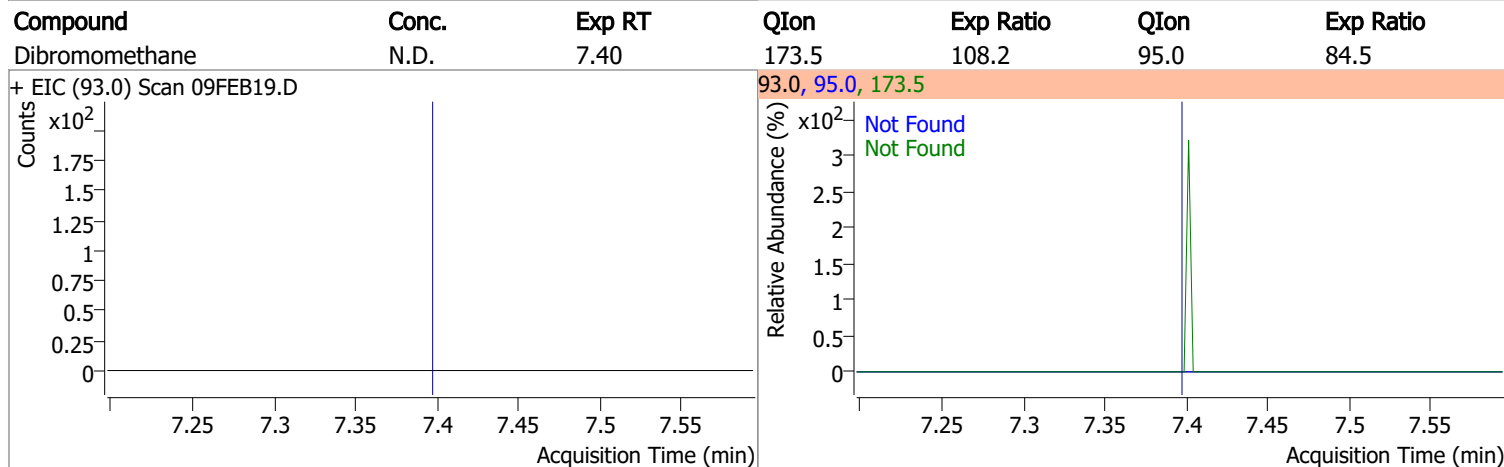 Compound Conc. Exp RT QIon Exp Ratio QIon Exp Ratio
Dibromomethane N.D. 7.40 173.5 108.2 95.0 84.5
+ EIC (93.0) Scan 09FEB19.D
Counts
x10²
1.75
1.5
1.25
1
0.75
0.5
0.25
0
7.25 7.3 7.35 7.4 7.45 7.5 7.55
Acquisition Time (min)
93.0, 95.0, 173.5
Relative Abundance (%)
x10²
Not Found
Not Found
3
2.5
2
1.5
1
0.5
0
7.25 7.3 7.35 7.4 7.45 7.5 7.55
Acquisition Time (min)